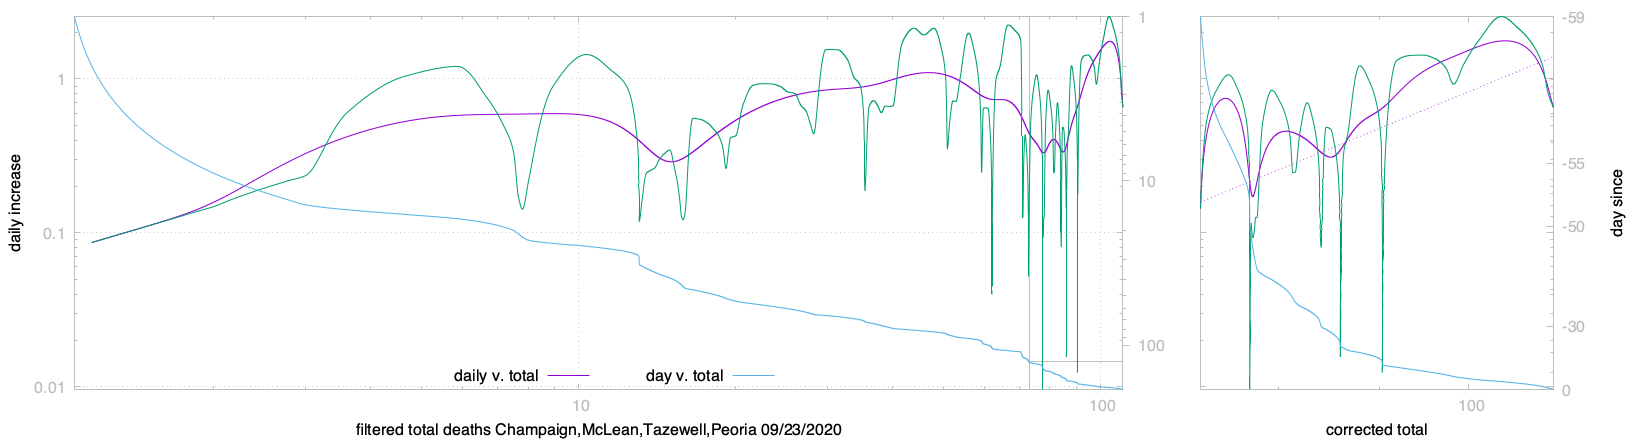 1
0.1
0.01
daily increase
10
100
1
10
100
daily v. total
day v. total
filtered total deaths Champaign,McLean,Tazewell,Peoria 09/23/2020
-59
-55
-50
-30
0
day since
100
corrected total